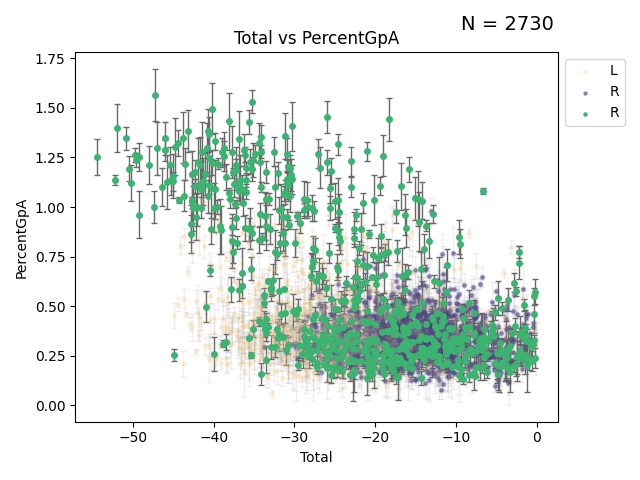 N = 2730
Total vs PercentGpA
L
R
R
PercentGpA
1.75
1.50
1.25
1.00
0.75
0.50
0.25
0.00
−50
−40
−30
−20
−10
0
Total